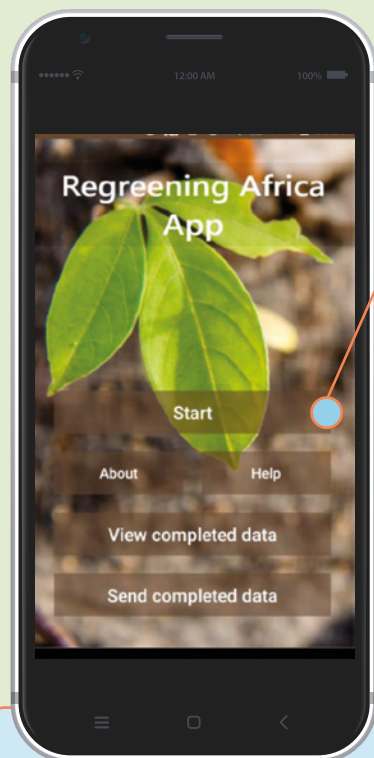 12:00 AM
100%
Regreening Africa
App
Start
About
Help
View completed data
Send completed data